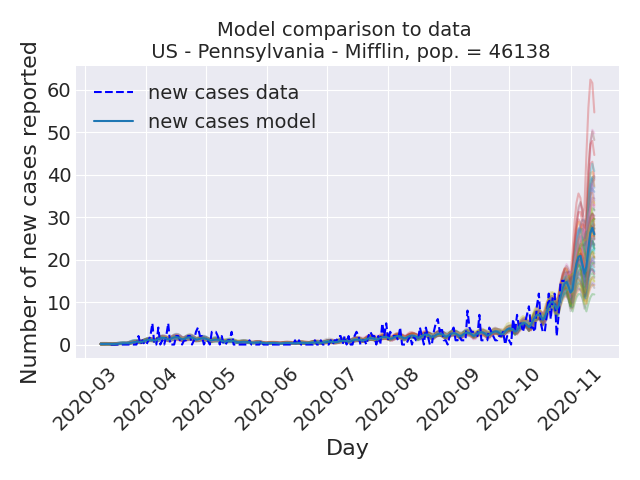 Model comparison to data
US - Pennsylvania - Mifflin, pop. = 46138
Number of new cases reported
60
50
40
30
20
10
0
new cases data
new cases model
2020-03
2020-04
2020-05
2020-06
2020-07
2020-08
2020-09
2020-10
2020-11
Day